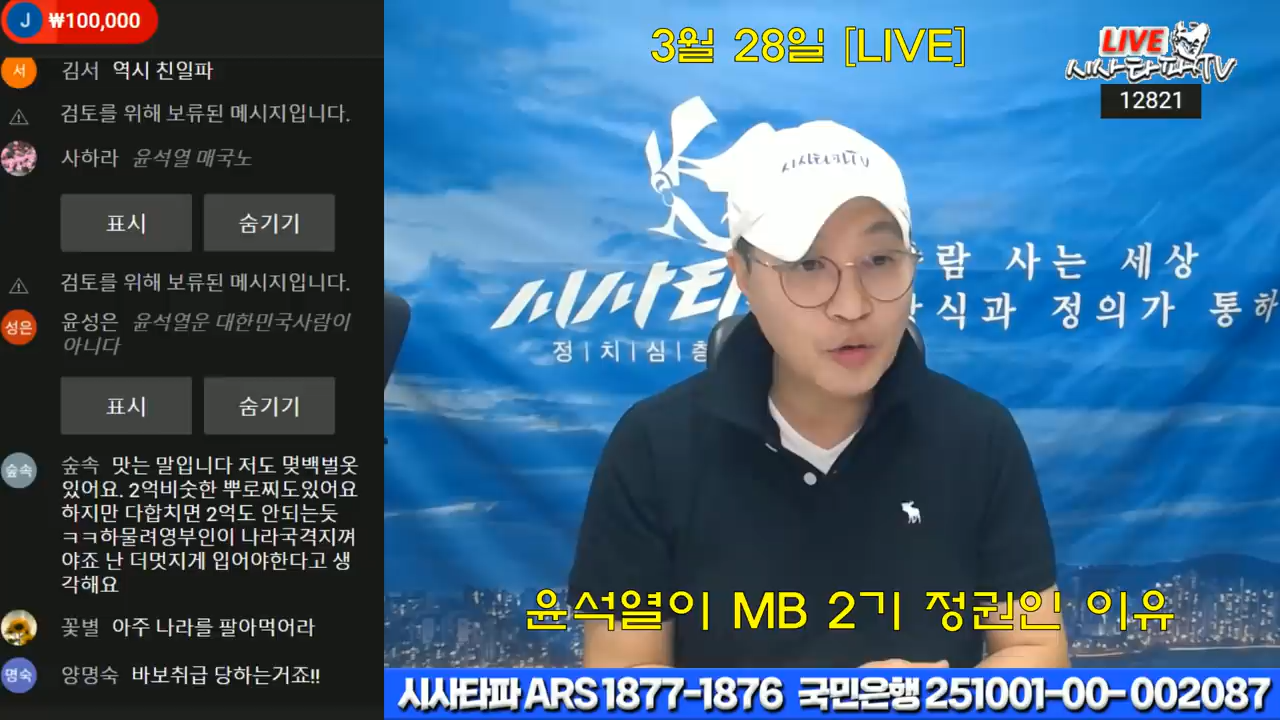 J ₩100,000
서 김서 역시 친일파
검토를 위해 보류된 메시지입니다.
사하라 윤석열 매국노
표시 숨기기
검토를 위해 보류된 메시지입니다.
성은 윤성은 윤석열운 대한민국사람이
아니다
표시 숨기기
숲속 숲속 맞는 말입니다 저도 몇백벌옷
있어요. 2억비슷한 뿌로찌도있어요
하지만 다합치면 2억도 안되는듯
ㅋㅋ하물려영부인이 나라국격지껴
야죠 난 더멋지게 입어야한다고 생
각해요
꽃별 아주 나라를 팔아먹어라
명숙 양명숙 바보취급 당하는거죠!!
3월 28일 [LIVE]
LIVE
시사타파TV
12821
시사타파TV
시사타
정|치|심|층
람 사는 세상
식과 정의가 통하
윤석열이 MB 2기 정권인 이유
시사타파 ARS 1877-1876 국민은행 251001-00- 002087